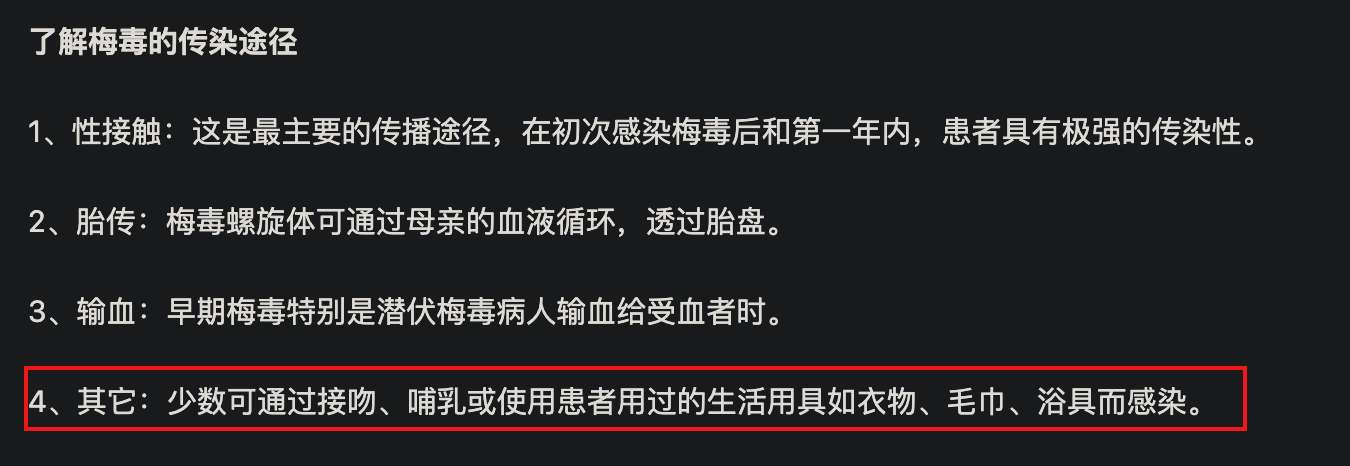 了解梅毒的传染途径
1、性接触：这是最主要的传播途径，在初次感染梅毒后和第一年内，患者具有极强的传染性。
2、胎传：梅毒螺旋体可通过母亲的血液循环，透过胎盘。
3、输血：早期梅毒特别是潜伏梅毒病人输血给受血者时。
4、其它：少数可通过接吻、哺乳或使用患者用过的生活用具如衣物、毛巾、浴具而感染。